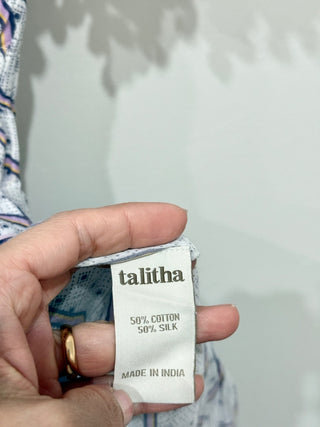 talitha
50% COTTON
50% SILK
MADE IN INDIA